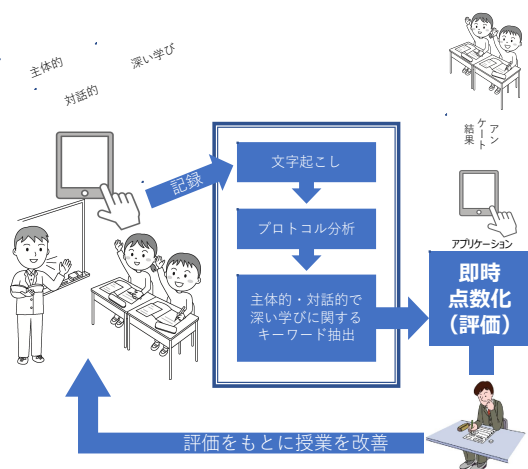 主体的
深い学び
対話的
記録
文字起こし
プロトコル分析
主体的・対話的で
深い学びに関する
キーワード抽出
アン
ケート
結果
アプリケーション
即時
点数化
（評価）
評価をもとに授業を改善